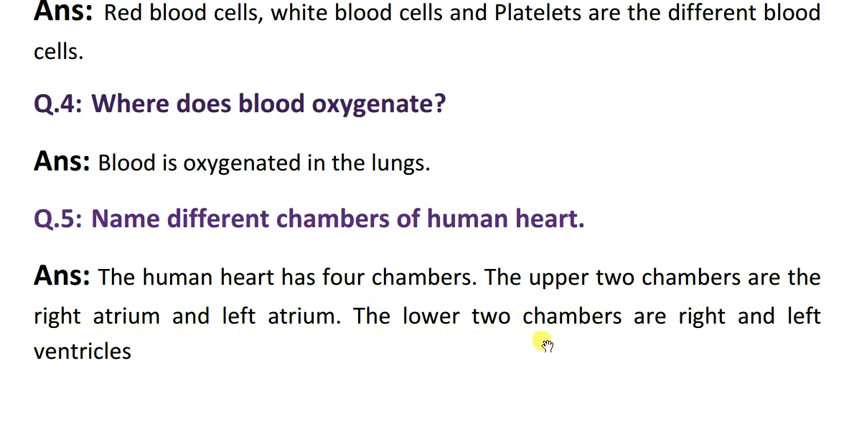 Ans: Red blood cells, white blood cells and Platelets are the different blood
cells.
Q.4: Where does blood oxygenate?
Ans: Blood is oxygenated in the lungs.
Q.5: Name different chambers of human heart.
Ans: The human heart has four chambers. The upper two chambers are the
right atrium and left atrium. The lower two chambers are right and left
ventricles